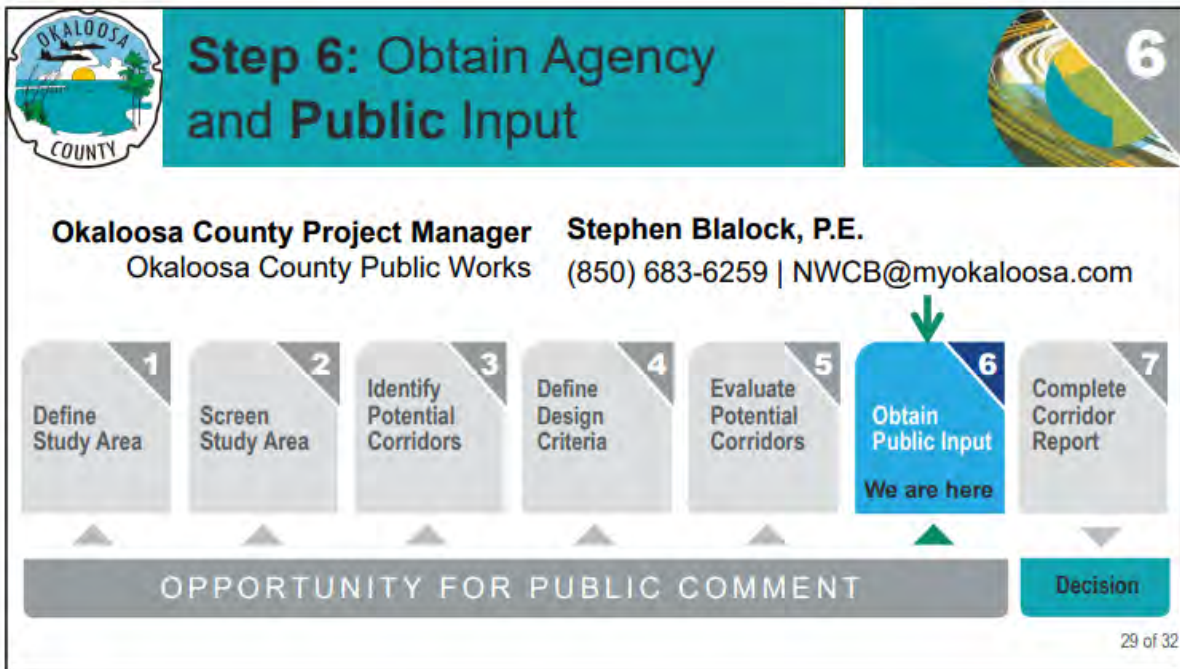 OKALOOSA
COUNTY
Step 6: Obtain Agency
and Public Input
6
Okaloosa County Project Manager
Okaloosa County Public Works
Stephen Blalock, P.E.
(850) 683-6259 | NWCB@myokaloosa.com
1
Define
Study Area
2
Screen
Study Area
3
Identify
Potential
Corridors
4
Define
Design
Criteria
5
Evaluate
Potential
Corridors
6
Obtain
Public Input
We are here
7
Complete
Corridor
Report
OPPORTUNITY FOR PUBLIC COMMENT
Decision
29 of 32